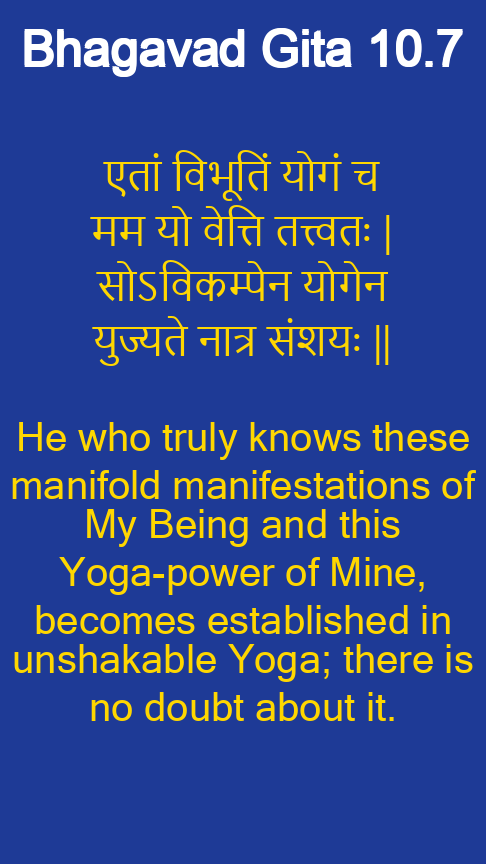 Bhagavad Gita 10.7
एतां विभूतिं योगं च
मम यो वेत्ति तत्त्वतः |
सोऽविकम्पेन योगेन
युज्यते नात्र संशयः ||
He who truly knows these
manifold manifestations of
My Being and this
Yoga-power of Mine,
becomes established in
unshakable Yoga; there is
no doubt about it.